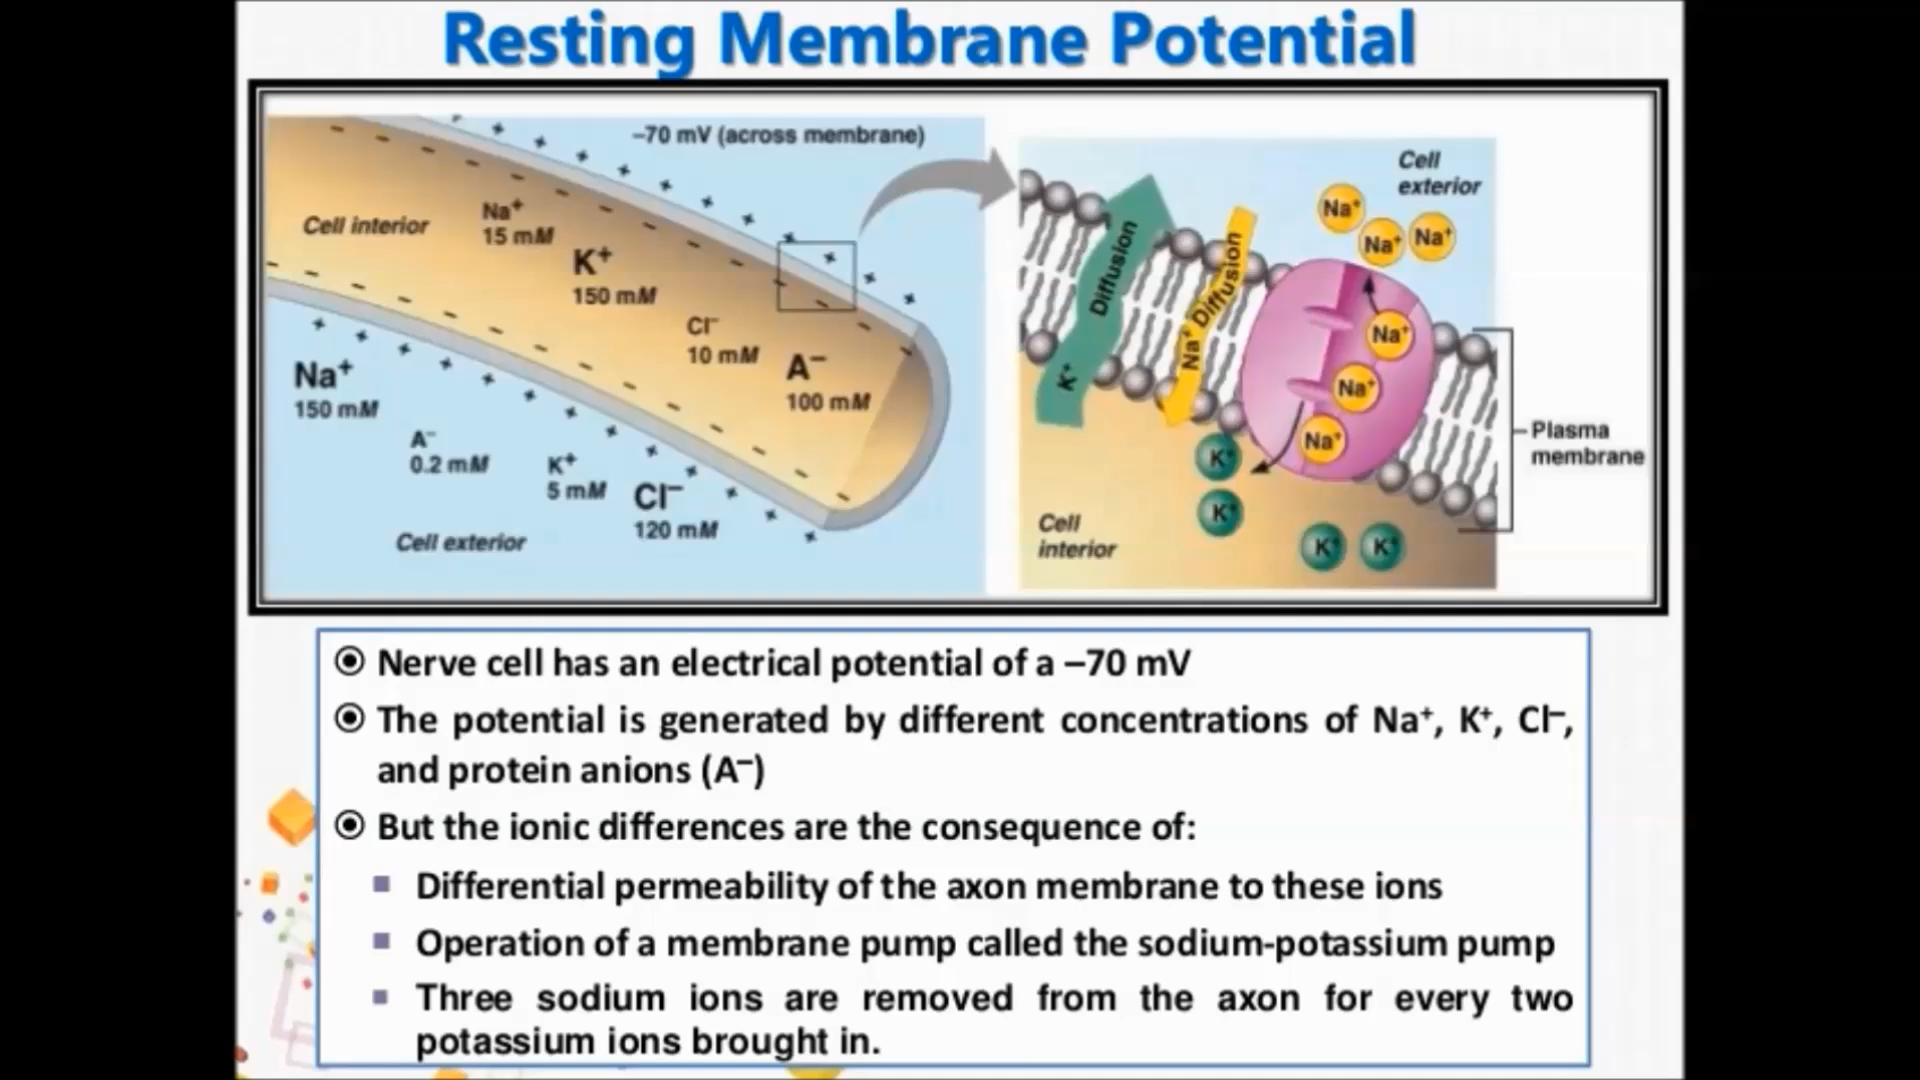 Resting Membrane Potential
–70 mV (across membrane)
Cell interior
Na⁺
15 mM
K⁺
150 mM
Cl⁻
10 mM
A⁻
100 mM
Na⁺
150 mM
A⁻
0.2 mM
K⁺
5 mM
Cl⁻
120 mM
Cell exterior
Cell
exterior
Na⁺
Na⁺
Na⁺
K⁺ Diffusion
Na⁺ Diffusion
Na⁺
Na⁺
Na⁺
K⁺
K⁺
K⁺
K⁺
Cell
interior
Plasma
membrane
Nerve cell has an electrical potential of a –70 mV
The potential is generated by different concentrations of Na⁺, K⁺, Cl⁻,
and protein anions (A⁻)
But the ionic differences are the consequence of:
Differential permeability of the axon membrane to these ions
Operation of a membrane pump called the sodium-potassium pump
Three sodium ions are removed from the axon for every two
potassium ions brought in.